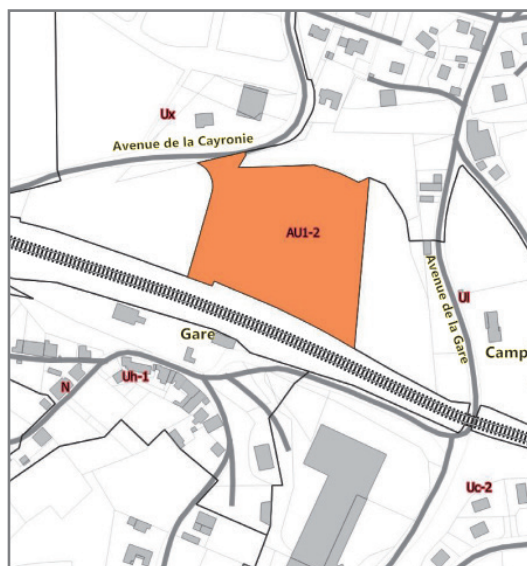 Ux
Avenue de la Cayronie
AU1-2
Avenue de la Gare
Ul
Gare
Camp
Uh-1
N
Uc-2